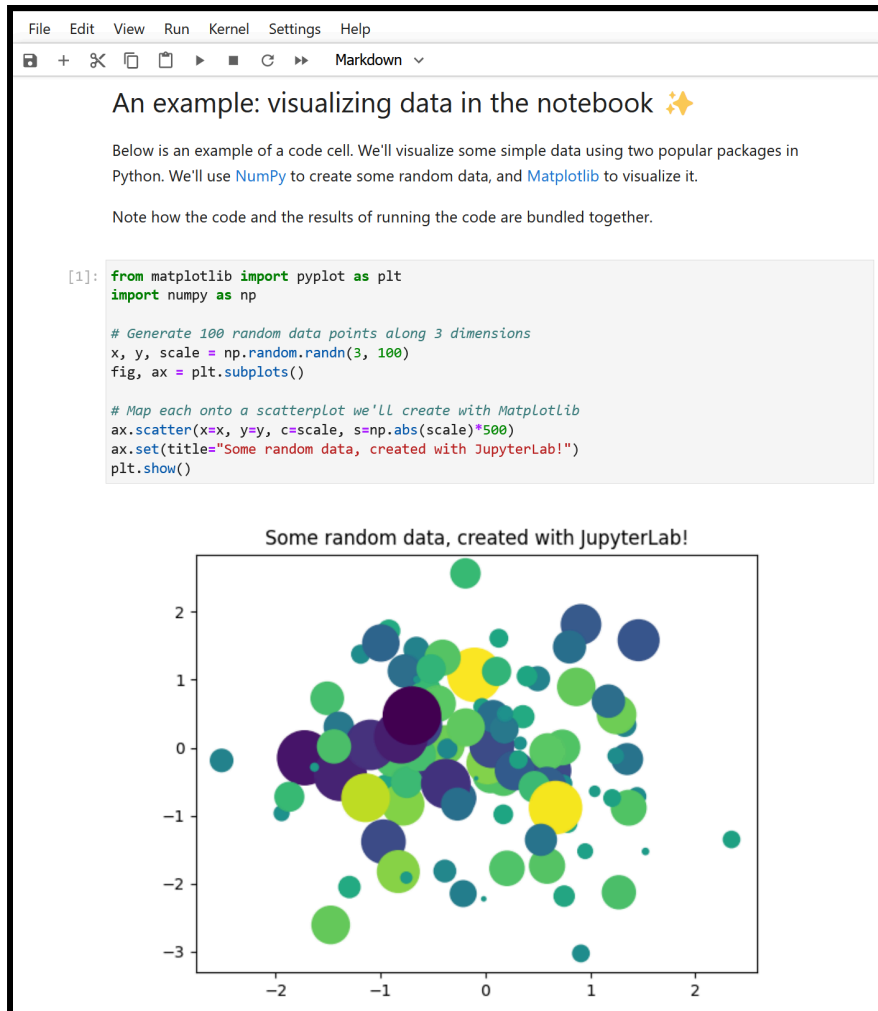 File Edit View Run Kernel Settings Help
Markdown
An example: visualizing data in the notebook ✨
Below is an example of a code cell. We'll visualize some simple data using two popular packages in
Python. We'll use NumPy to create some random data, and Matplotlib to visualize it.
Note how the code and the results of running the code are bundled together.
[1]: from matplotlib import pyplot as plt
import numpy as np
# Generate 100 random data points along 3 dimensions
x, y, scale = np.random.randn(3, 100)
fig, ax = plt.subplots()
# Map each onto a scatterplot we'll create with Matplotlib
ax.scatter(x=x, y=y, c=scale, s=np.abs(scale)*500)
ax.set(title="Some random data, created with JupyterLab!")
plt.show()
Some random data, created with JupyterLab!
2
1
0
−1
−2
−3
−2 −1 0 1 2